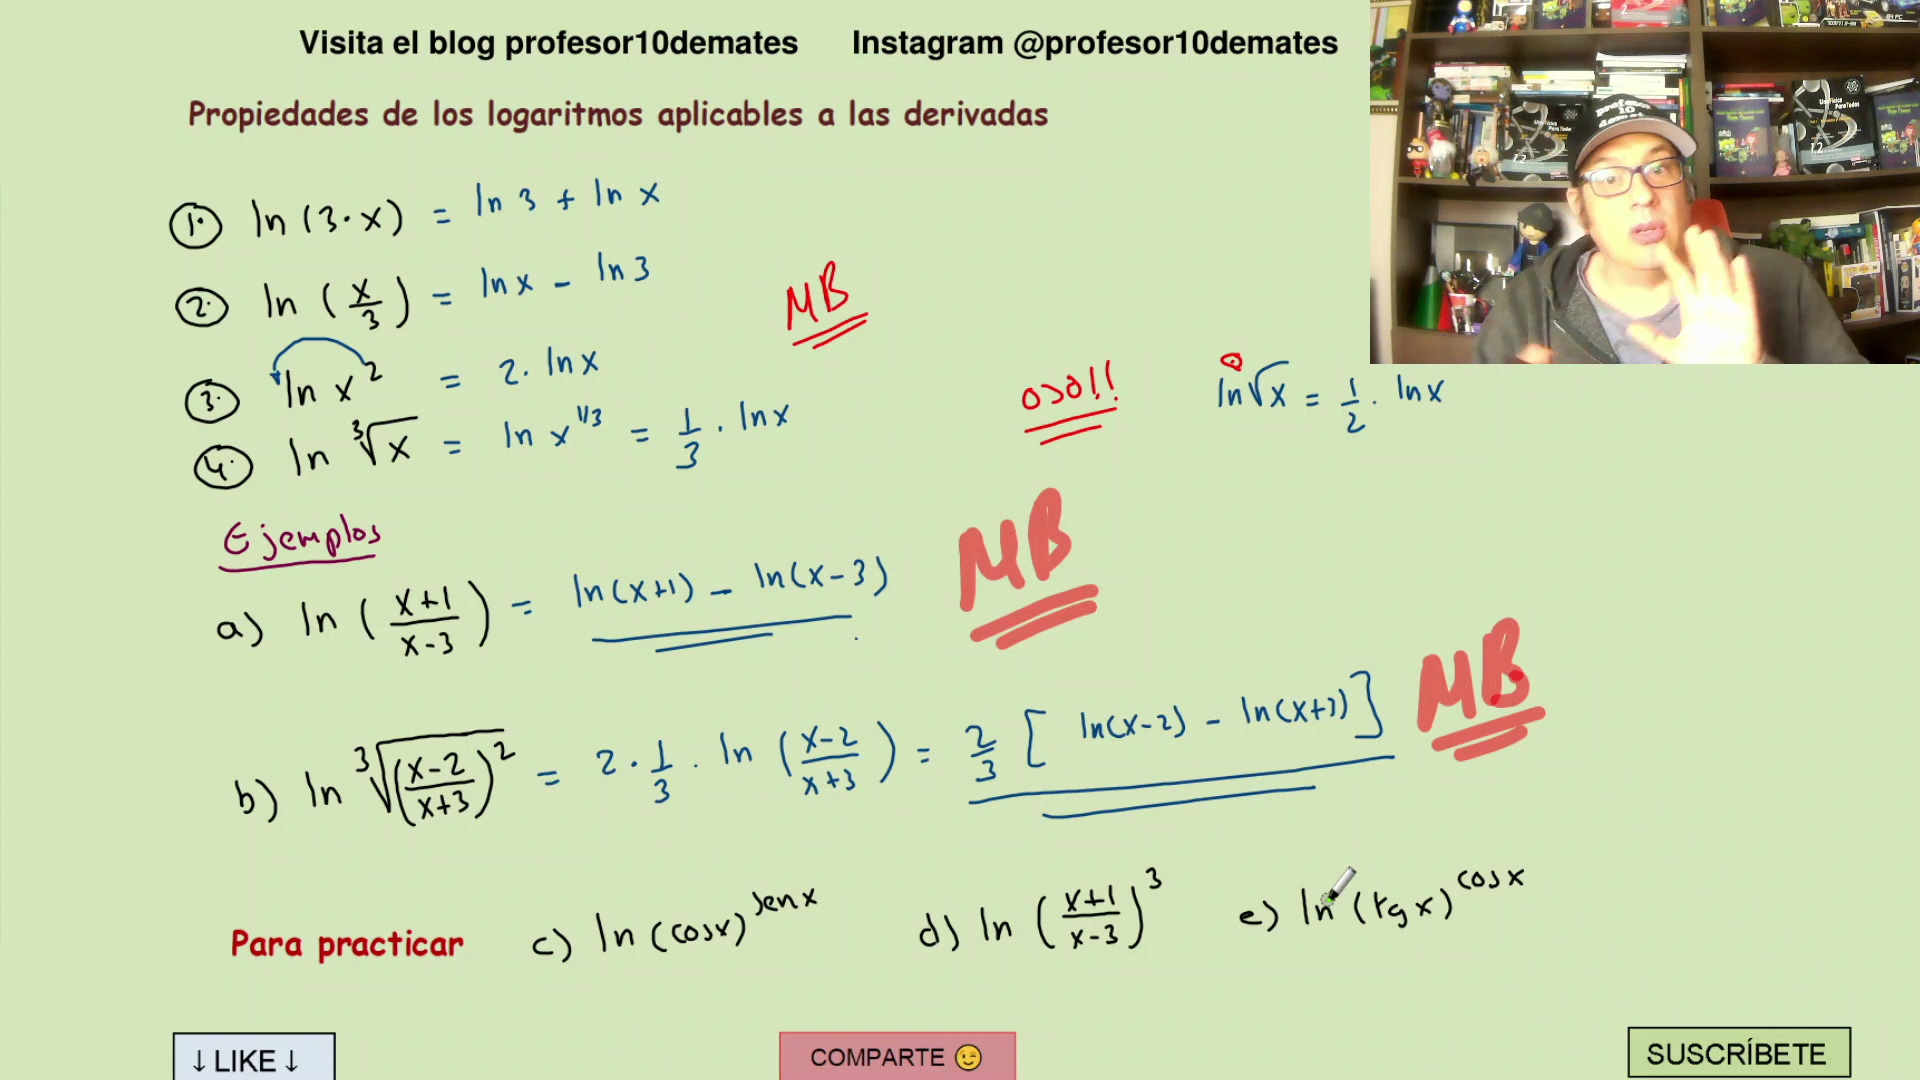 Visita el blog profesor10demates Instagram @profesor10demates
Propiedades de los logaritmos aplicables a las derivadas
1. ln (3·x) = ln 3 + ln x
2. ln (x/3) = ln x - ln 3
MB
3. ln x² = 2. ln x
OJO!! ln√x = 1/2 . ln x
4. ln ∛x = ln x^1/3 = 1/3 . ln x
Ejemplos
a) ln ((x+1)/(x-3)) = ln(x+1) - ln(x-3) MB
b) ln ∛((x-2)/(x+3))² = 2·1/3 . ln ((x-2)/(x+3)) = 2/3 [ ln(x-2) - ln(x+3) ] MB
Para practicar c) ln (cosx)^senx d) ln ((x+1)/(x-3))^3 e) ln (tg x)^cosx
↓LIKE↓ COMPARTE 😉 SUSCRÍBETE